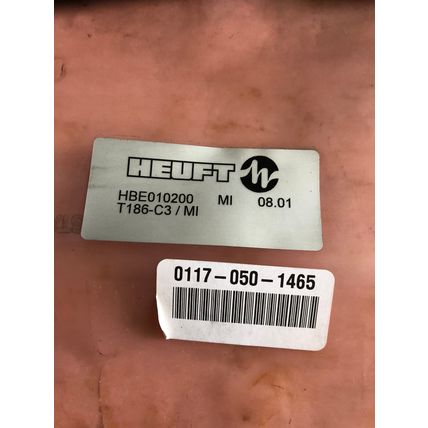 HEUFT
HBE010200 MI 08.01
T186-C3 / MI
0117-050-1465